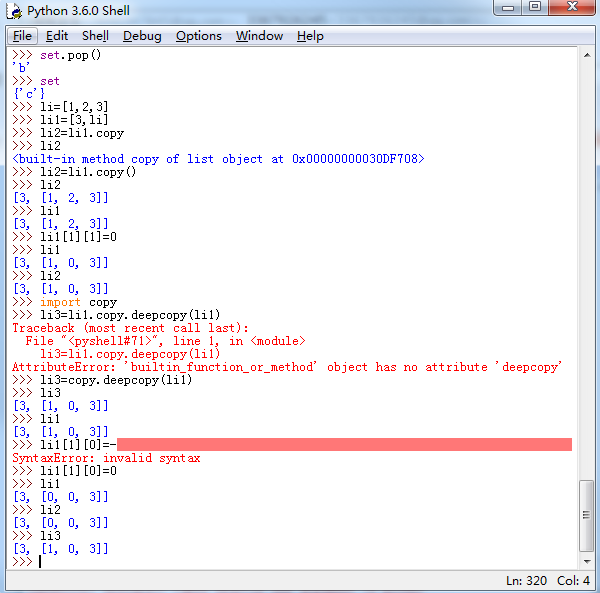 Python 3.6.0 Shell
File Edit Shell Debug Options Window Help
>>> set.pop()
'b'
>>> set
{'c'}
>>> li=[1,2,3]
>>> li1=[3,li]
>>> li2=li1.copy
>>> li2
<built-in method copy of list object at 0x00000000030DF708>
>>> li2=li1.copy()
>>> li2
[3, [1, 2, 3]]
>>> li1
[3, [1, 2, 3]]
>>> li1[1][1]=0
>>> li1
[3, [1, 0, 3]]
>>> li2
[3, [1, 0, 3]]
>>> import copy
>>> li3=li1.copy.deepcopy(li1)
Traceback (most recent call last):
  File "<pyshell#71>", line 1, in <module>
    li3=li1.copy.deepcopy(li1)
AttributeError: 'builtin_function_or_method' object has no attribute 'deepcopy'
>>> li3=copy.deepcopy(li1)
>>> li3
[3, [1, 0, 3]]
>>> li1
[3, [1, 0, 3]]
>>> li1[1][0]=-
SyntaxError: invalid syntax
>>> li1[1][0]=0
>>> li1
[3, [0, 0, 3]]
>>> li2
[3, [0, 0, 3]]
>>> li3
[3, [1, 0, 3]]
>>>
Ln: 320 Col: 4